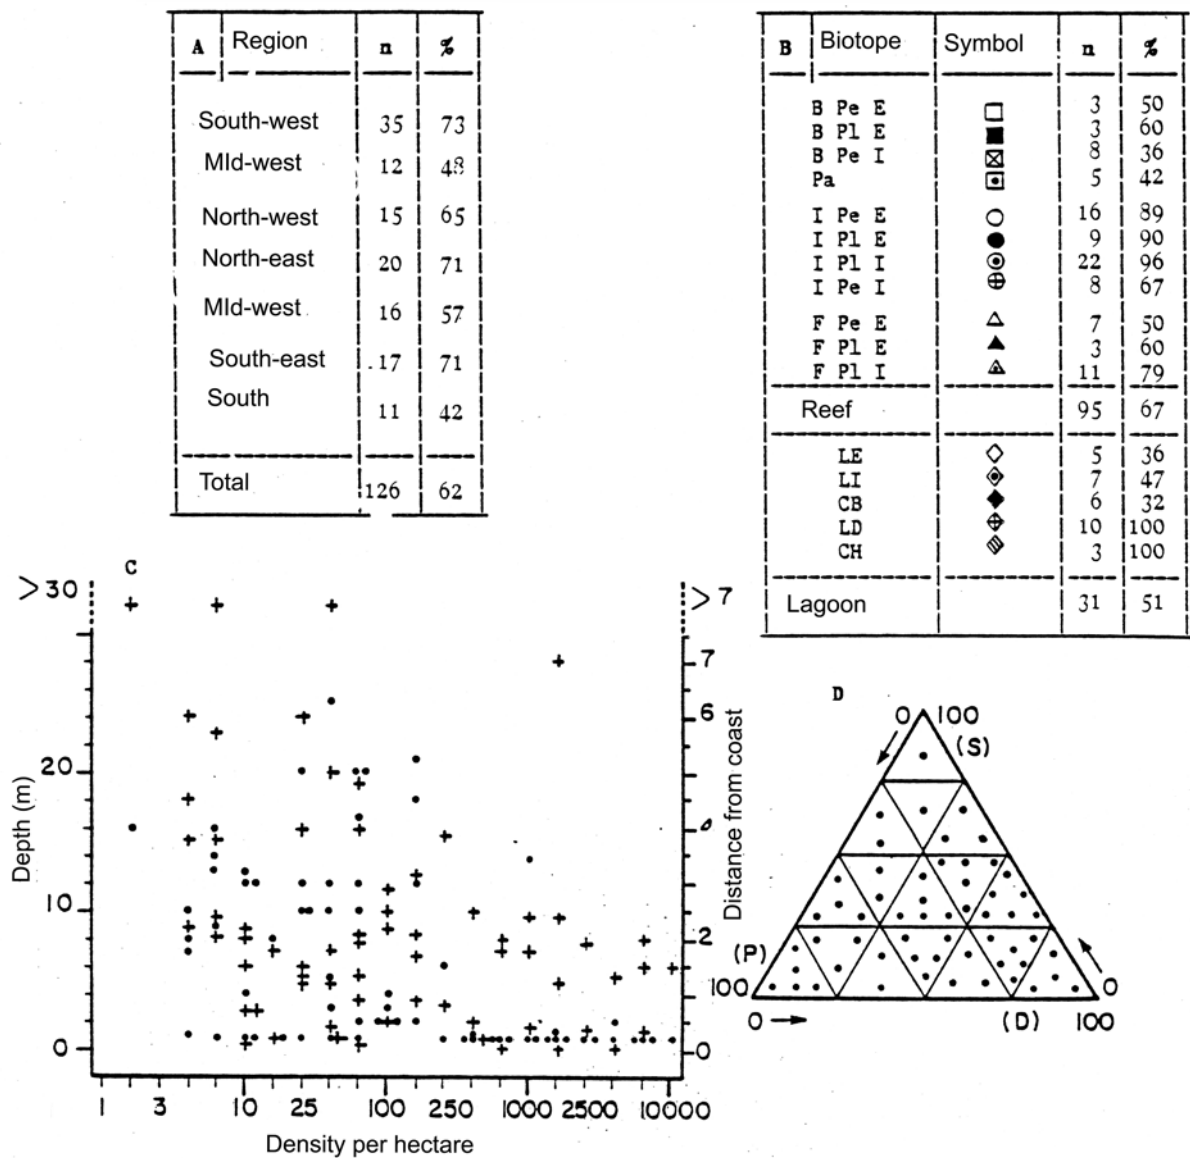 A Region n %
South-west 35 73
MId-west 12 48
North-west 15 65
North-east 20 71
MId-west 16 57
South-east 17 71
South 11 42
Total 126 62
B Biotope Symbol n %
B Pe E 3 50
B Pl E 3 60
B Pe I 8 36
Pa 5 42
I Pe E 16 89
I Pl E 9 90
I Pl I 22 96
I Pe I 8 67
F Pe E 7 50
F Pl E 3 60
F Pl I 11 79
Reef 95 67
LE 5 36
LI 7 47
CB 6 32
LD 10 100
CH 3 100
Lagoon 31 51
C
>30
20
10
0
Depth (m)
>7
7
6
4
2
0
Distance from coast
1 3 10 25 100 250 1000 2500 10000
Density per hectare
D
0 100
(S)
(P)
100
0
0 → (D) 100